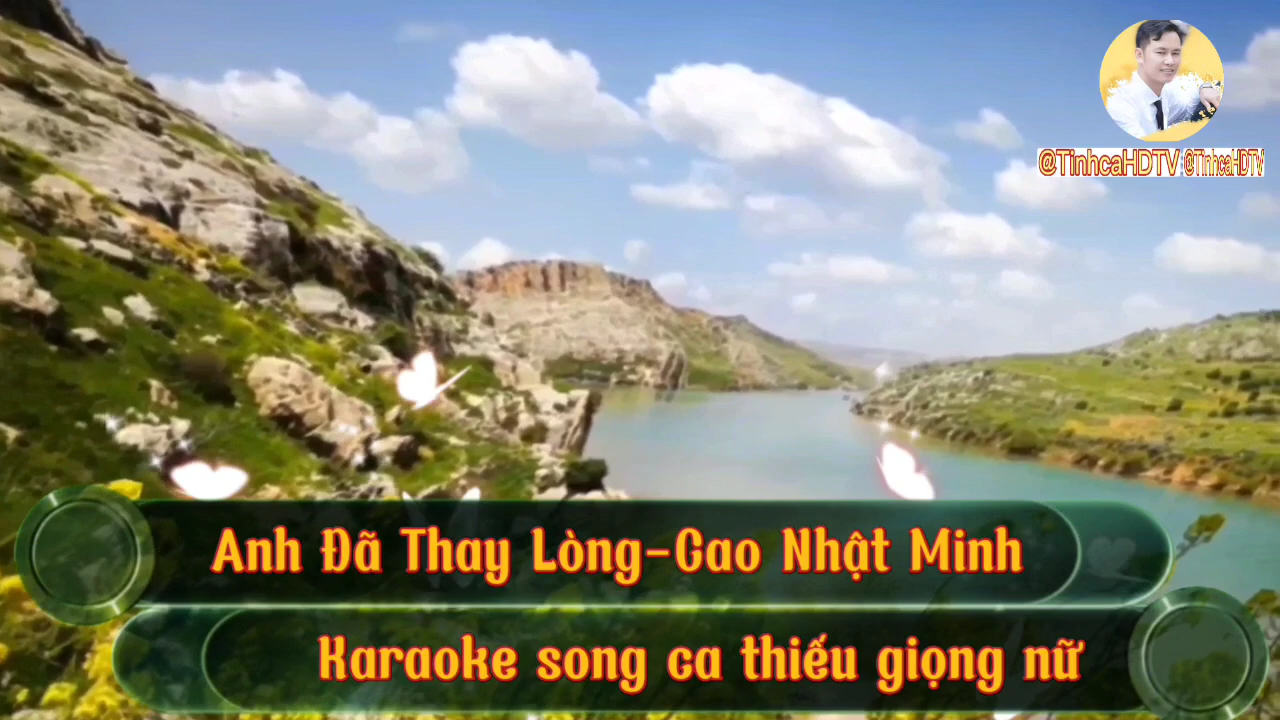 @TinhcaHDTV @TinhcaHDTV
Anh Đã Thay Lòng-Cao Nhật Minh
Karaoke song ca thiếu giọng nữ